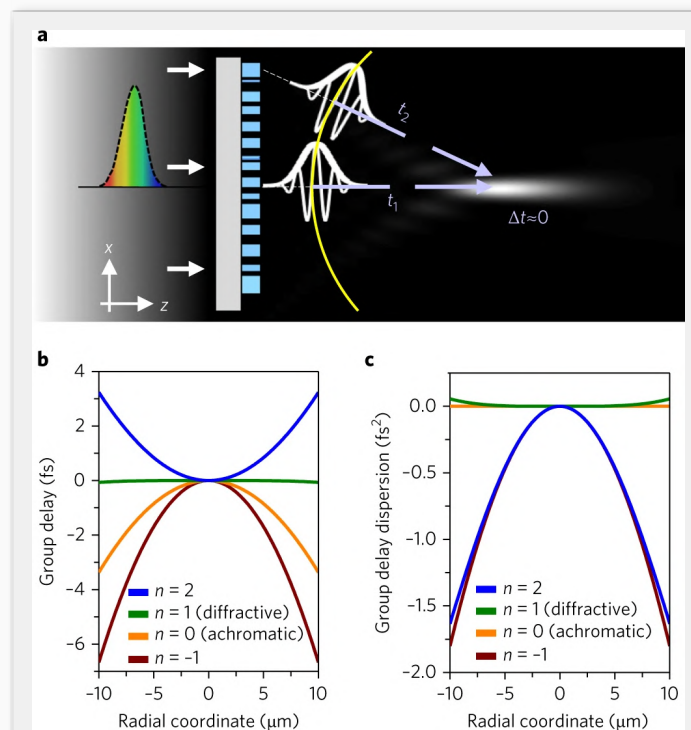 a
t2
t1
Δt≈0
x
z
b
4
2
0
−2
−4
−6
Group delay (fs)
n = 2
n = 1 (diffractive)
n = 0 (achromatic)
n = –1
−10
−5
0
5
10
Radial coordinate (μm)
c
0.0
−0.5
−1.0
−1.5
−2.0
Group delay dispersion (fs²)
n = 2
n = 1 (diffractive)
n = 0 (achromatic)
n = –1
−10
−5
0
5
10
Radial coordinate (μm)